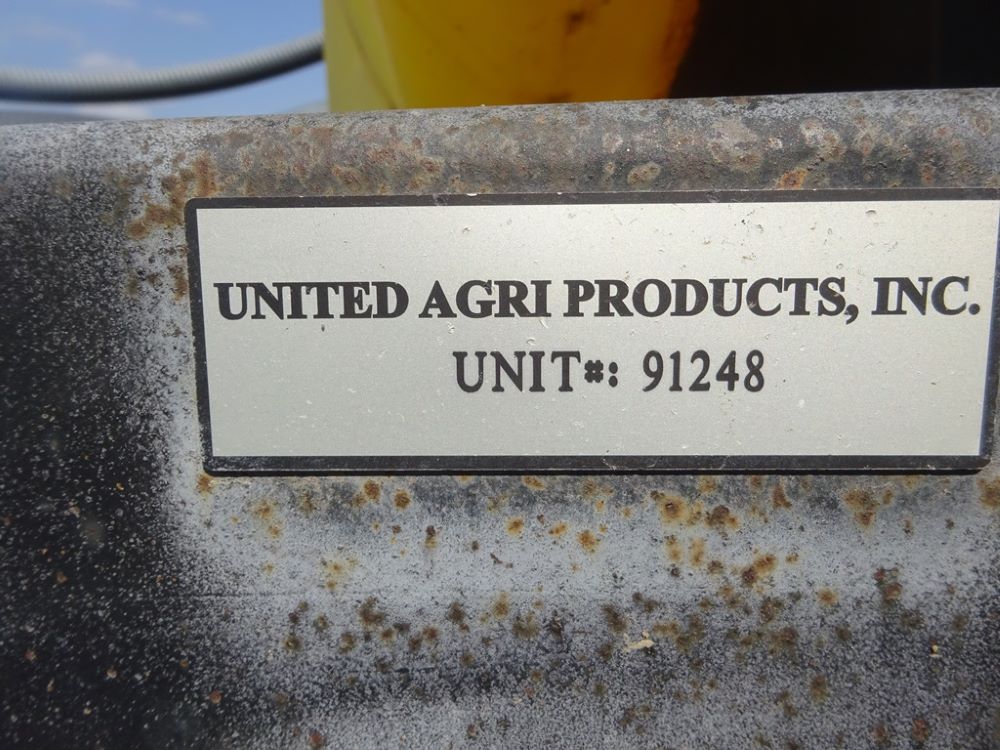 UNITED AGRI PRODUCTS, INC.
UNIT#: 91248